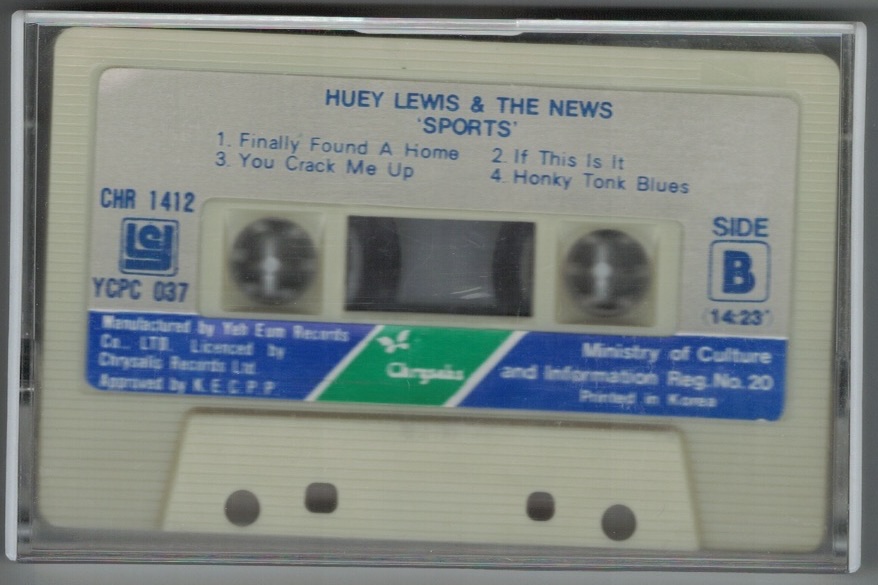 HUEY LEWIS & THE NEWS
'SPORTS'
1. Finally Found A Home 2. If This Is It
3. You Crack Me Up 4. Honky Tonk Blues
CHR 1412
YCPC 037
SIDE
B
(14:23)
Manufactured by Yeh Eum Records
Co., LTD. Licenced by
Chrysalis Records Ltd.
Approved by K.E.C.P.P
Chrysalis
Ministry of Culture
and Information Reg.No.20
Printed in Korea